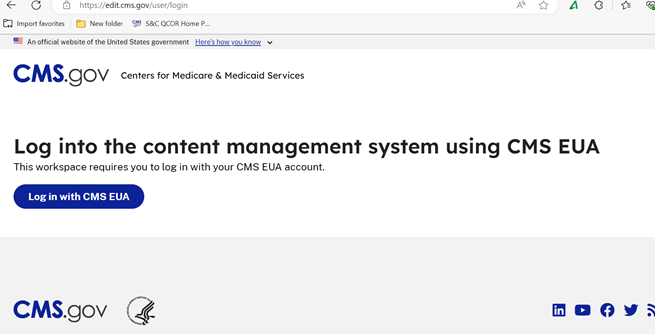 https://edit.cms.gov/user/login
Import favorites New folder S&C QCOR Home P...
An official website of the United States government Here's how you know
CMS.gov Centers for Medicare & Medicaid Services
Log into the content management system using CMS EUA
This workspace requires you to log in with your CMS EUA account.
Log in with CMS EUA
CMS.gov